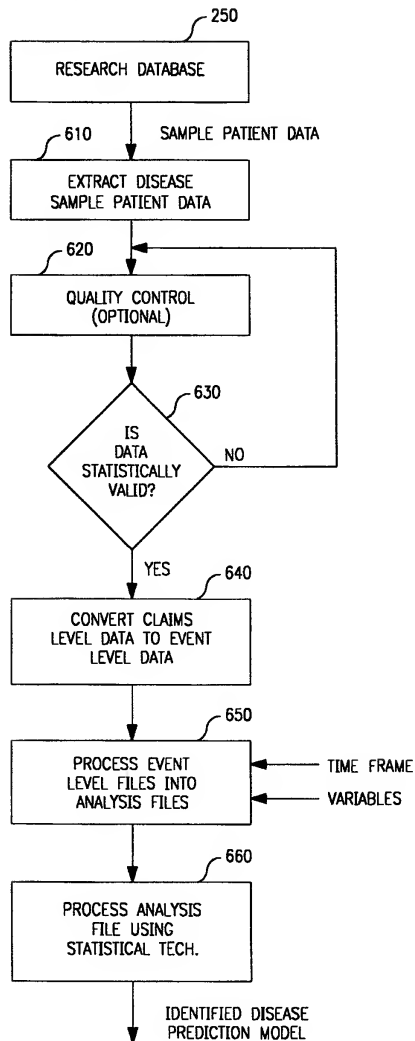 250
RESEARCH DATABASE
SAMPLE PATIENT DATA
610
EXTRACT DISEASE
SAMPLE PATIENT DATA
620
QUALITY CONTROL
(OPTIONAL)
630
IS
DATA
STATISTICALLY
VALID?
NO
YES
640
CONVERT CLAIMS
LEVEL DATA TO EVENT
LEVEL DATA
650
PROCESS EVENT
LEVEL FILES INTO
ANALYSIS FILES
TIME FRAME
VARIABLES
660
PROCESS ANALYSIS
FILE USING
STATISTICAL TECH.
IDENTIFIED DISEASE
PREDICTION MODEL